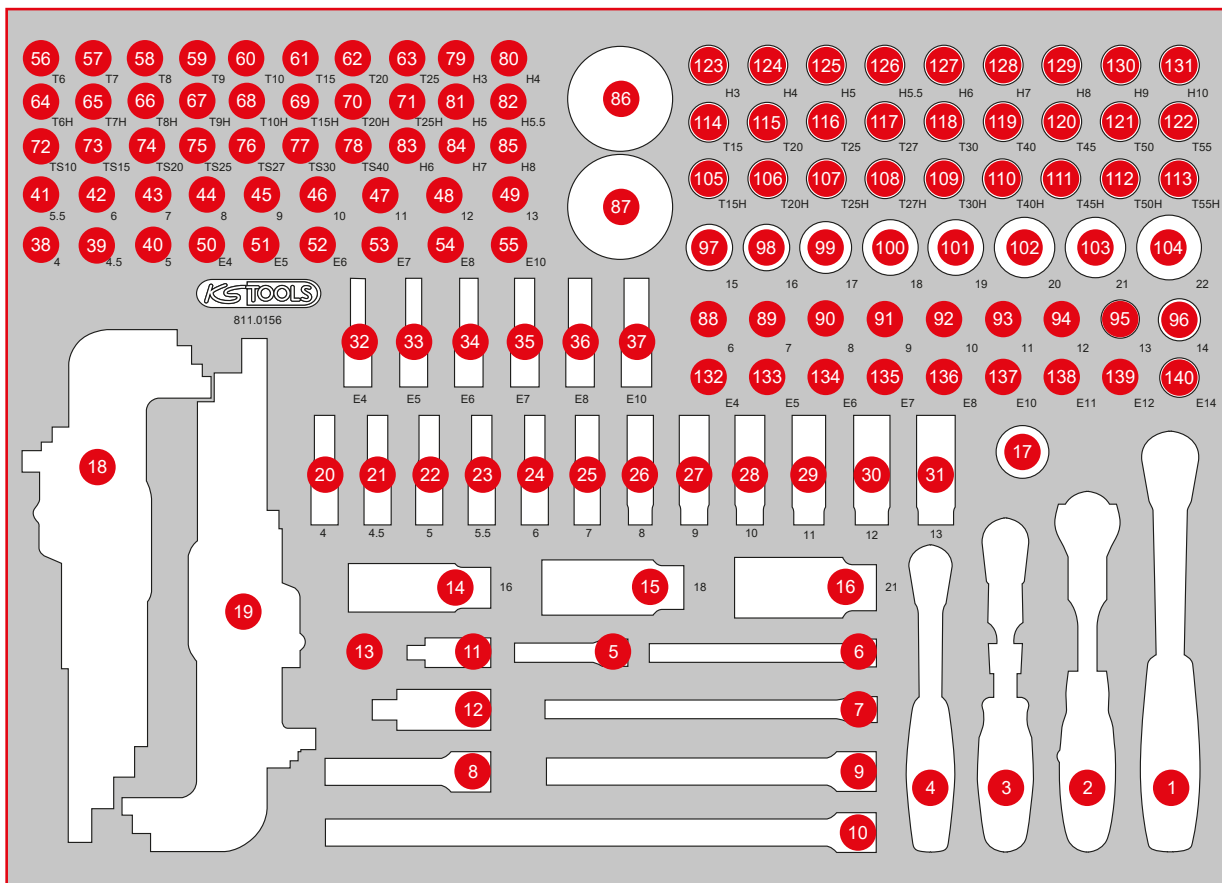 56 57 58 59 60 61 62 63 79 80
T6 T7 T8 T9 T10 T15 T20 T25 H3 H4
64 65 66 67 68 69 70 71 81 82
T6H T7H T8H T9H T10H T15H T20H T25H H5 H5.5
72 73 74 75 76 77 78 83 84 85
TS10 TS15 TS20 TS25 TS27 TS30 TS40 H6 H7 H8
41 42 43 44 45 46 47 48 49
5.5 6 7 8 9 10 11 12 13
38 39 40 50 51 52 53 54 55
4 4.5 5 E4 E5 E6 E7 E8 E10
86
87
123 124 125 126 127 128 129 130 131
H3 H4 H5 H5.5 H6 H7 H8 H9 H10
114 115 116 117 118 119 120 121 122
T15 T20 T25 T27 T30 T40 T45 T50 T55
105 106 107 108 109 110 111 112 113
T15H T20H T25H T27H T30H T40H T45H T50H T55H
97 98 99 100 101 102 103 104
15 16 17 18 19 20 21 22
88 89 90 91 92 93 94 95 96
6 7 8 9 10 11 12 13 14
132 133 134 135 136 137 138 139 140
E4 E5 E6 E7 E8 E10 E11 E12 E14
KS TOOLS
811.0156
32 33 34 35 36 37
E4 E5 E6 E7 E8 E10
20 21 22 23 24 25 26 27 28 29 30 31
4 4.5 5 5.5 6 7 8 9 10 11 12 13
17
18
19
14 16 15 18 16 21
13 11 5 6
12 7
8 9
10
4 3 2 1